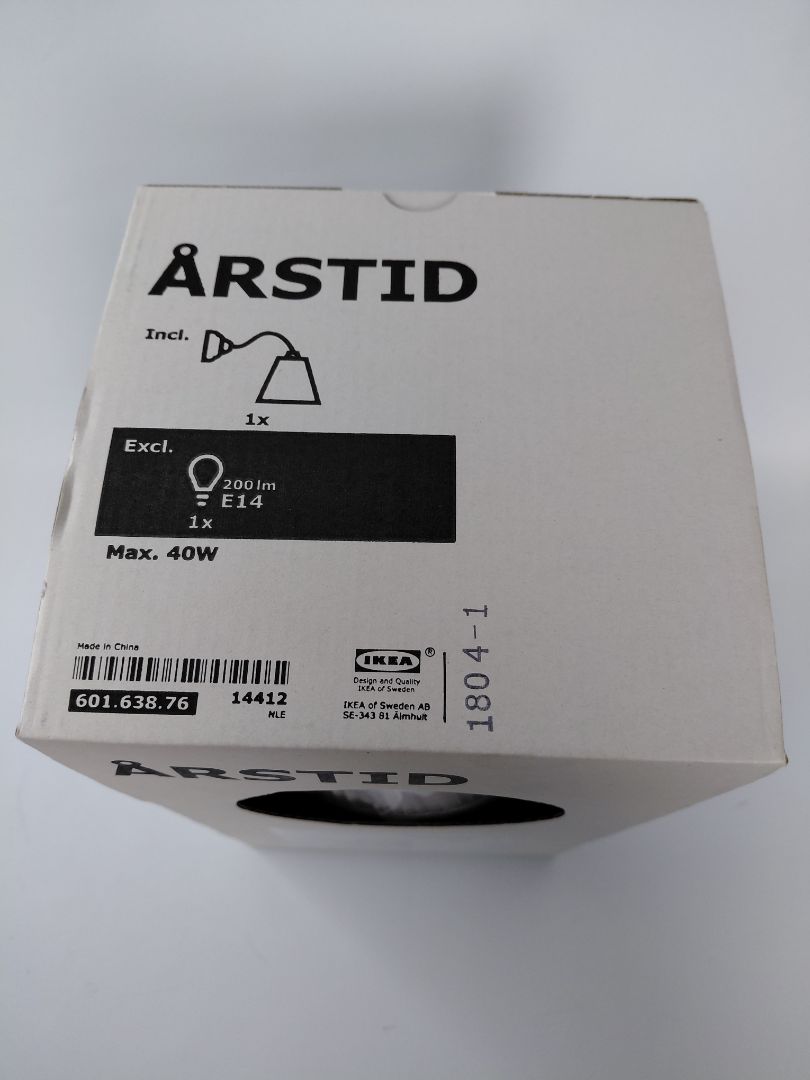 ÅRSTID
Incl.
1x
Excl.
200lm
E14
1x
Max. 40W
Made in China
601.638.76
14412
NLE
IKEA®
Design and Quality
IKEA of Sweden
IKEA of Sweden AB
SE-343 81 Älmhult
1804-1
ÅRSTID